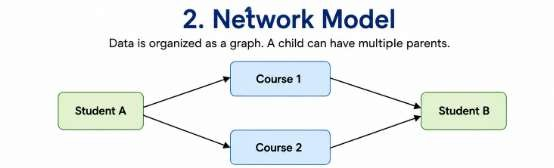 2. Network Model
Data is organized as a graph. A child can have multiple parents.
Course 1
Student A
Student B
Course 2